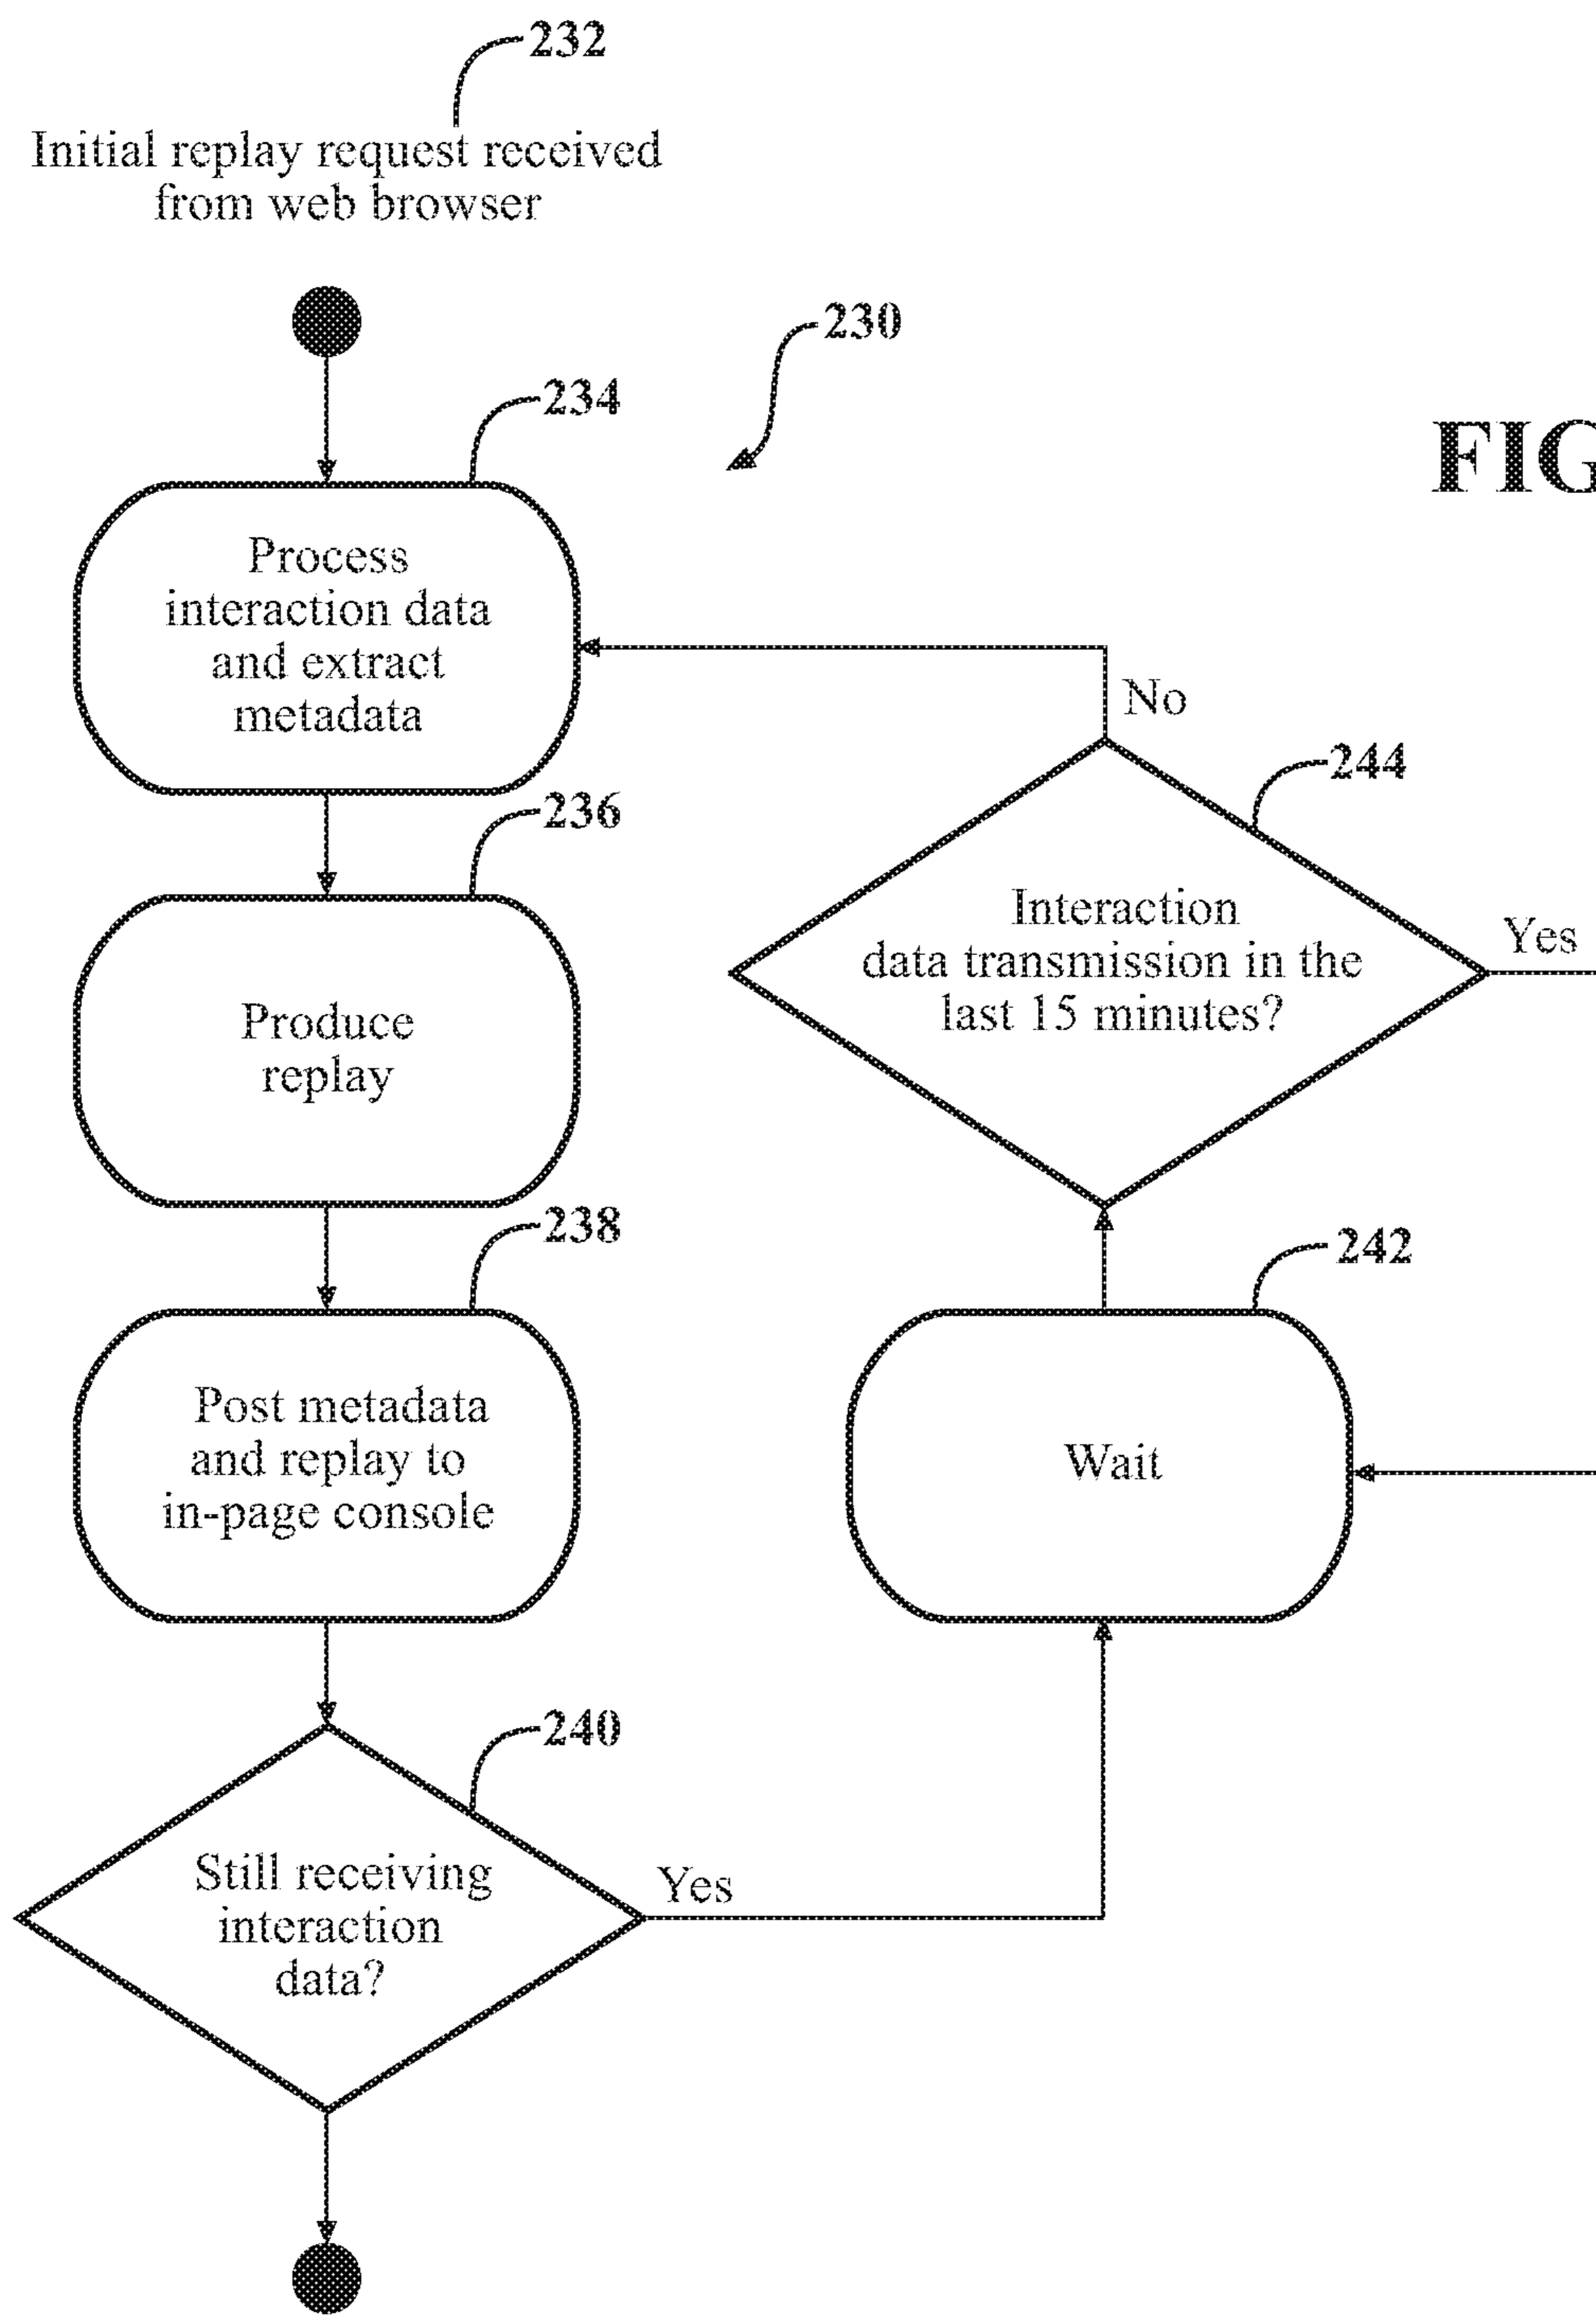 232
Initial replay request received
from web browser
230
234
FIG
Process
interaction data
and extract
metadata
No
244
236
Interaction
data transmission in the
last 15 minutes?
Yes
Produce
replay
238
242
Post metadata
and replay to
in-page console
Wait
240
Still receiving
interaction
data?
Yes